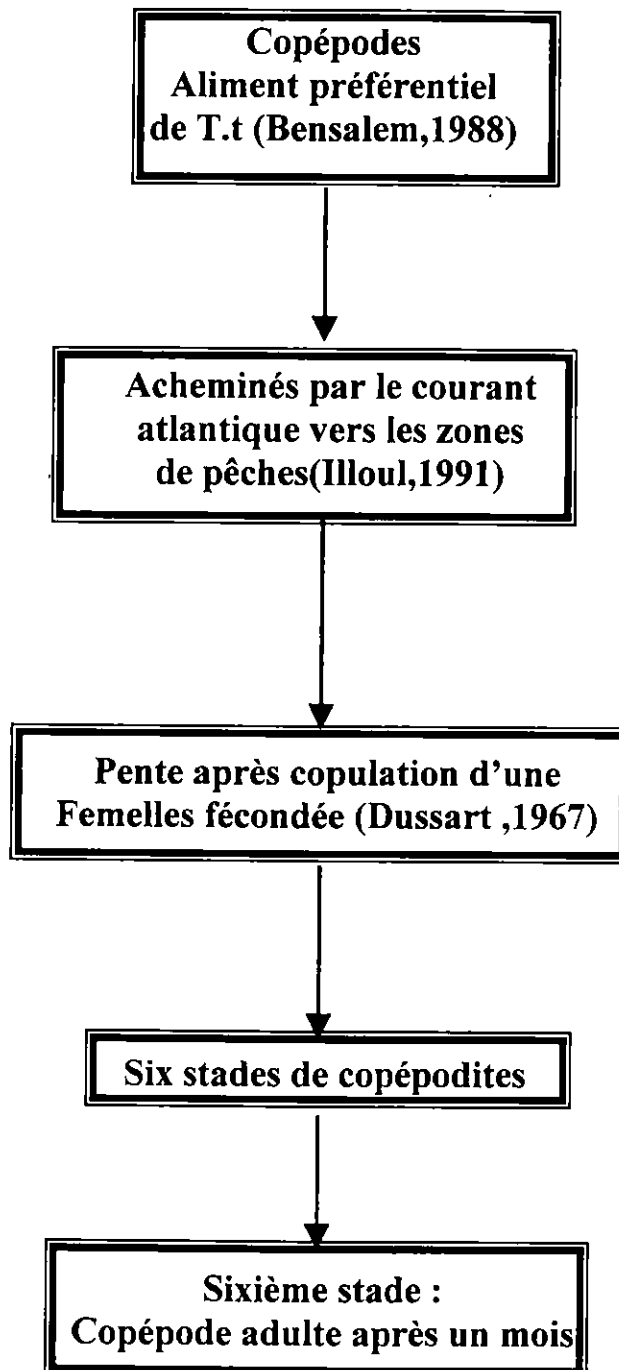 Copépodes
Aliment préférentiel
de T.t (Bensalem,1988)
Acheminés par le courant
atlantique vers les zones
de pêches(Illoul,1991)
Pente après copulation d'une
Femelles fécondée (Dussart ,1967)
Six stades de copépodites
Sixième stade :
Copépode adulte après un mois